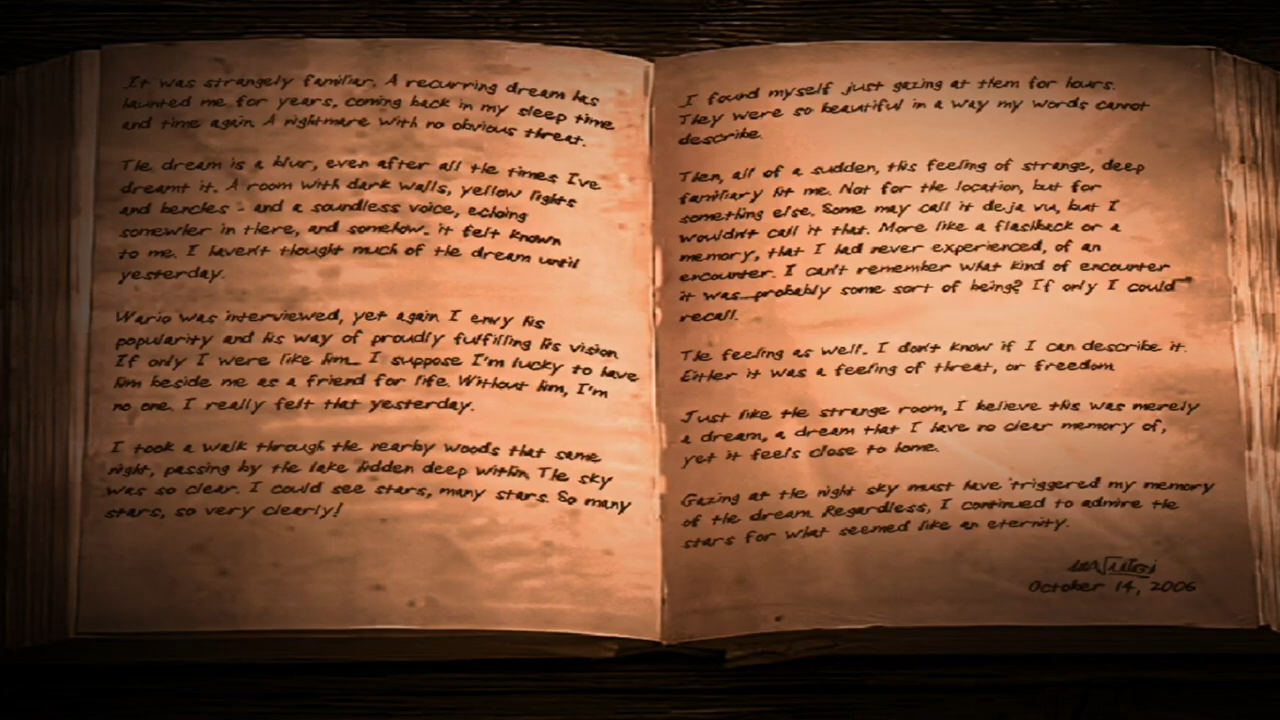 It was strangely familiar. A recurring dream has
haunted me for years, coming back in my sleep time
and time again. A nightmare with no obvious threat.
The dream is a blur, even after all the times I've
dreamt it. A room with dark walls, yellow lights
and benches - and a soundless voice, echoing
somewher in there, and somehow.. it felt known
to me. I haven't thought much of the dream until
yesterday.
Wario was interviewed, yet again. I envy his
popularity and his way of proudly fulfilling his vision.
If only I were like him... I suppose I'm lucky to have
him beside me as a friend for life. Without him, I'm
no one. I really felt that yesterday.
I took a walk through the nearby woods that same
night, passing by the lake hidden deep within. The sky
was so clear. I could see stars, many stars. So many
stars, so very clearly!
I found myself just gazing at them for hours.
They were so beautiful in a way my words cannot
describe.
Then, all of a sudden, this feeling of strange, deep
familiary hit me. Not for the location, but for
something else. Some may call it deja vu, but I
wouldn't call it that. More like a flashback or a
memory, that I had never experienced, of an
encounter. I can't remember what kind of encounter
it was...probably some sort of being? If only I could
recall.
The feeling as well. I don't know if I can describe it.
Either it was a feeling of threat, or freedom.
Just like the strange room, I believe this was merely
a dream, a dream that I have no clear memory of,
yet it feels close to home.
Gazing at the night sky must have triggered my memory
of the dream. Regardless, I continued to admire the
stars for what seemed like an eternity.
October 14, 2006